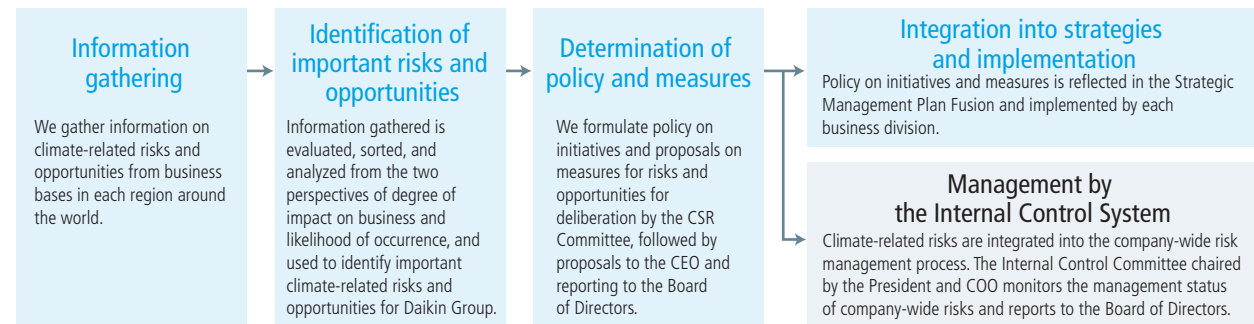 Information
gathering
We gather information on
climate-related risks and
opportunities from business
bases in each region around
the world.
Identification of
important risks and
opportunities
Information gathered is
evaluated, sorted, and
analyzed from the two
perspectives of degree of
impact on business and
likelihood of occurrence, and
used to identify important
climate-related risks and
opportunities for Daikin Group.
Determination of
policy and measures
We formulate policy on
initiatives and proposals on
measures for risks and
opportunities for
deliberation by the CSR
Committee, followed by
proposals to the CEO and
reporting to the Board
of Directors.
Integration into strategies
and implementation
Policy on initiatives and measures is reflected in the Strategic
Management Plan Fusion and implemented by each
business division.
Management by
the Internal Control System
Climate-related risks are integrated into the company-wide risk
management process. The Internal Control Committee chaired
by the President and COO monitors the management status
of company-wide risks and reports to the Board of Directors.